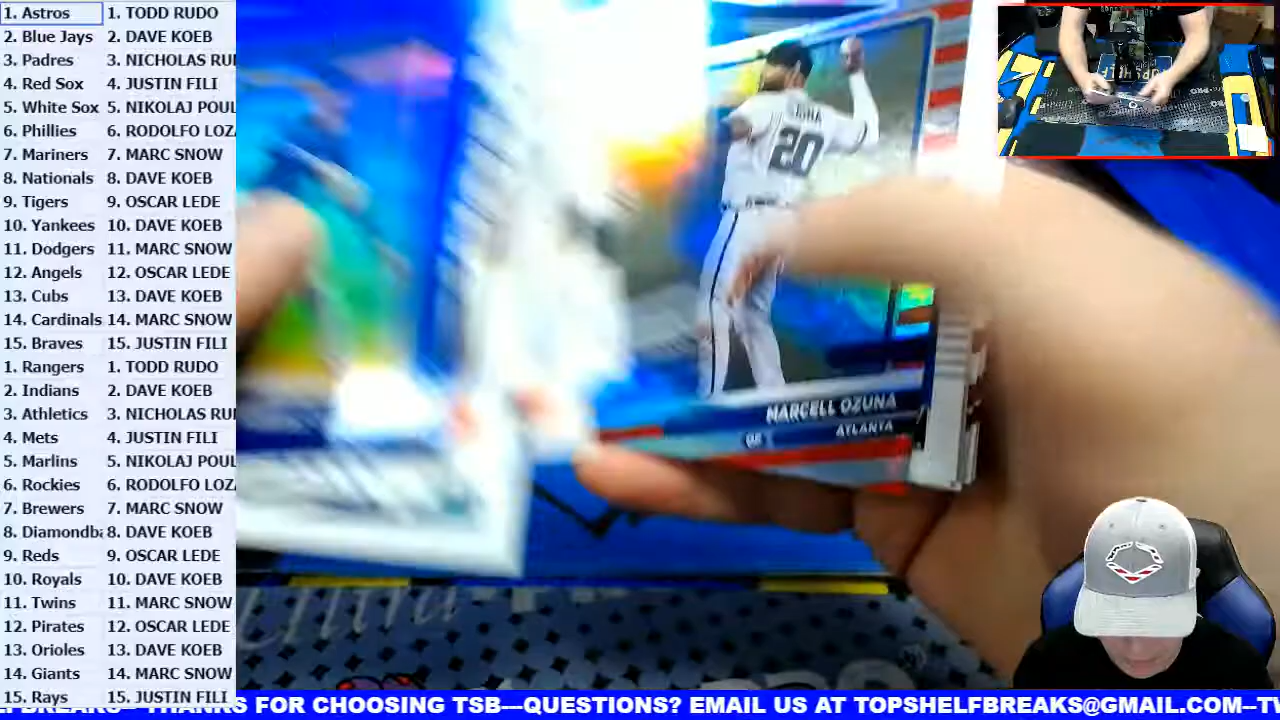 1. Astros 1. TODD RUDO
2. Blue Jays 2. DAVE KOEB
3. Padres 3. NICHOLAS RU
4. Red Sox 4. JUSTIN FILI
5. White Sox 5. NIKOLAJ POUL
6. Phillies 6. RODOLFO LOZ
7. Mariners 7. MARC SNOW
8. Nationals 8. DAVE KOEB
9. Tigers 9. OSCAR LEDE
10. Yankees 10. DAVE KOEB
11. Dodgers 11. MARC SNOW
12. Angels 12. OSCAR LEDE
13. Cubs 13. DAVE KOEB
14. Cardinals 14. MARC SNOW
15. Braves 15. JUSTIN FILI
1. Rangers 1. TODD RUDO
2. Indians 2. DAVE KOEB
3. Athletics 3. NICHOLAS RU
4. Mets 4. JUSTIN FILI
5. Marlins 5. NIKOLAJ POUL
6. Rockies 6. RODOLFO LOZ
7. Brewers 7. MARC SNOW
8. Diamondba 8. DAVE KOEB
9. Reds 9. OSCAR LEDE
10. Royals 10. DAVE KOEB
11. Twins 11. MARC SNOW
12. Pirates 12. OSCAR LEDE
13. Orioles 13. DAVE KOEB
14. Giants 14. MARC SNOW
15. Rays 15. JUSTIN FILI
20
MARCELL OZUNA
ATLANTA
THANKS FOR CHOOSING TSB---QUESTIONS? EMAIL US AT TOPSHELFBREAKS@GMAIL.COM--TW